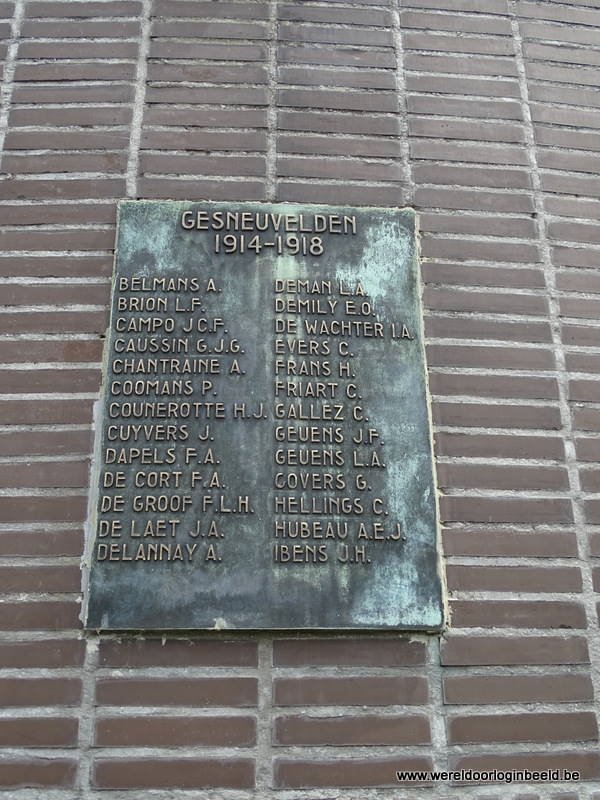 GESNEUVELDEN
1914-1918
BELMANS A.
BRION L.F.
CAMPO J.C.F.
CAUSSIN G.J.G.
CHANTRAINE A.
COOMANS P.
COUNEROTTE H.J.
CUYVERS J.
DAPELS F.A.
DE CORT F.A.
DE GROOF F.L.H.
DE LAET J.A.
DELANNAY A.
DEMAN L.A.
DEMILY E.O.
DE WACHTER I.A.
EVERS C.
FRANS H.
FRIART C.
GALLEZ C.
GEUENS J.F.
GEUENS L.A.
GOVERS G.
HELLINGS C.
HUBEAU A.E.J.
IBENS J.H.
www.wereldoorloginbeeld.be